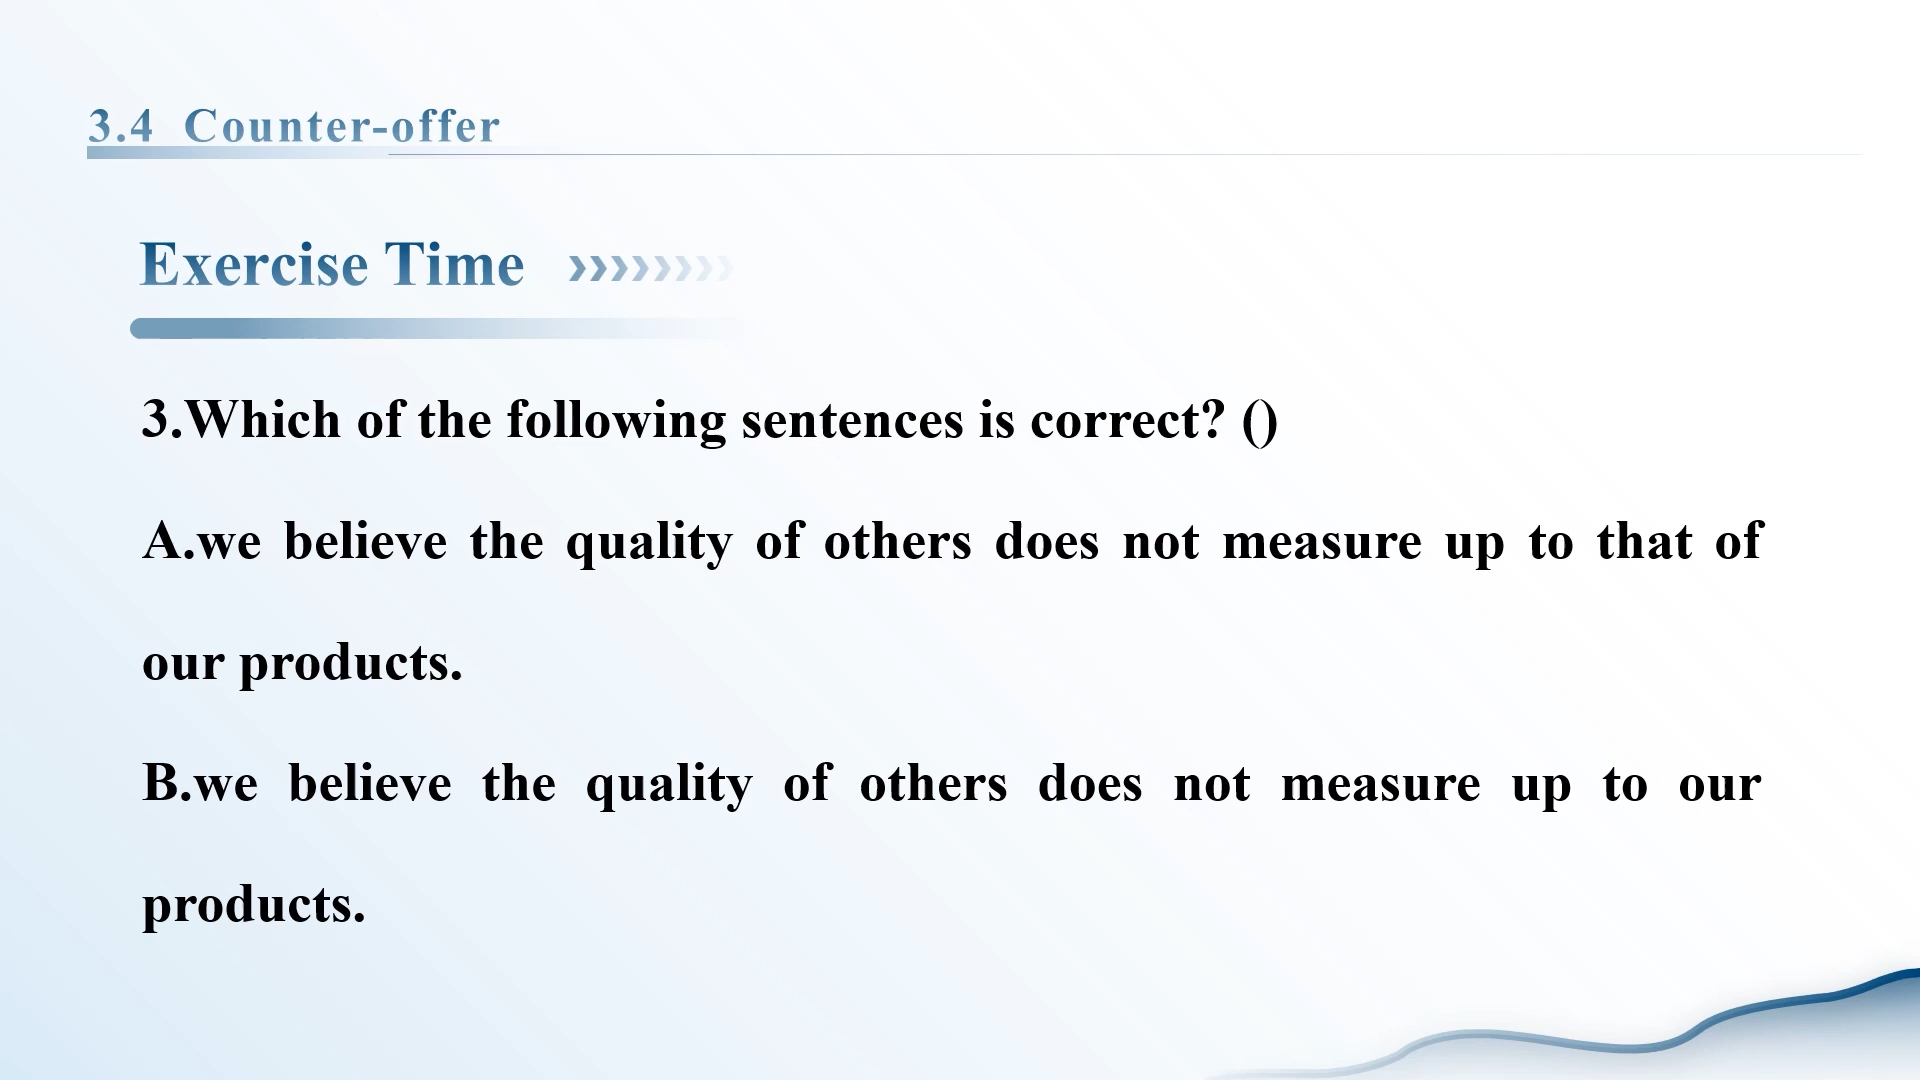 3.4 Counter-offer
Exercise Time
3.Which of the following sentences is correct? ()
A.we believe the quality of others does not measure up to that of
our products.
B.we believe the quality of others does not measure up to our
products.